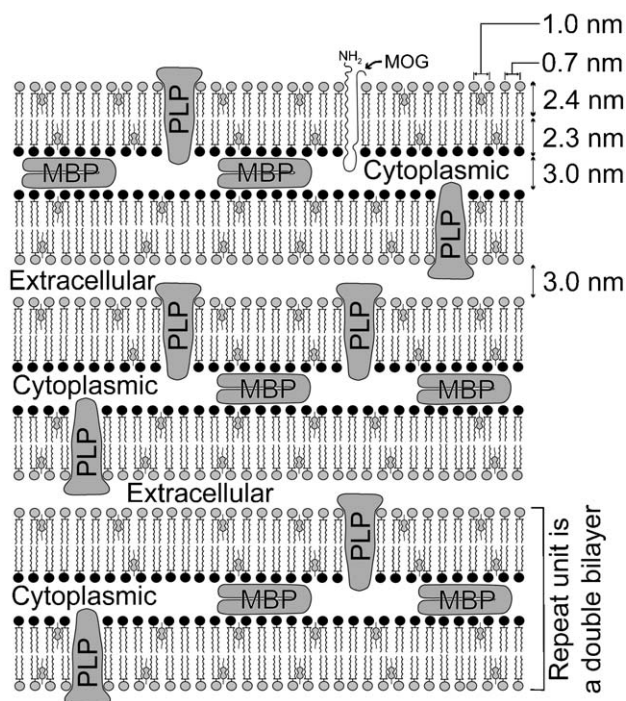 1.0 nm
NH2
MOG
0.7 nm
PLP
2.4 nm
2.3 nm
MBP
MBP
Cytoplasmic
3.0 nm
PLP
Extracellular
3.0 nm
PLP
PLP
Cytoplasmic
MBP
MBP
PLP
Extracellular
PLP
Cytoplasmic
MBP
MBP
PLP
Repeat unit is
a double bilayer